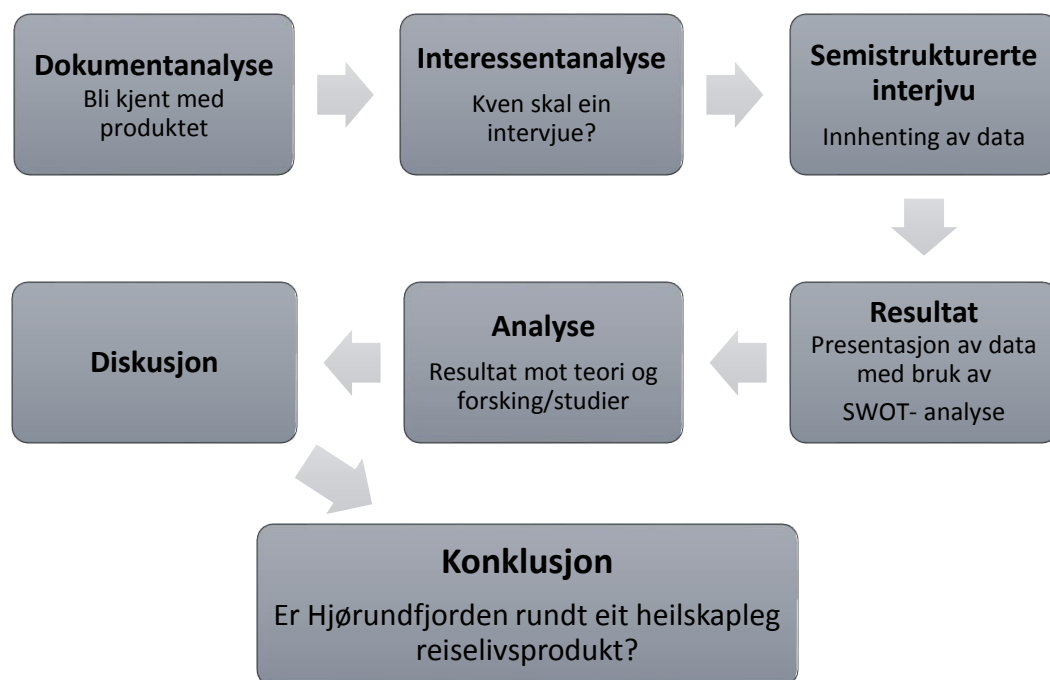 Dokumentanalyse
Bli kjent med
produktet
Interessentanalyse
Kven skal ein
intervjue?
Semistrukturerte
interjvu
Innhenting av data
Resultat
Presentasjon av data
med bruk av
SWOT- analyse
Analyse
Resultat mot teori og
forsking/studier
Diskusjon
Konklusjon
Er Hjørundfjorden rundt eit heilskapleg
reiselivsprodukt?